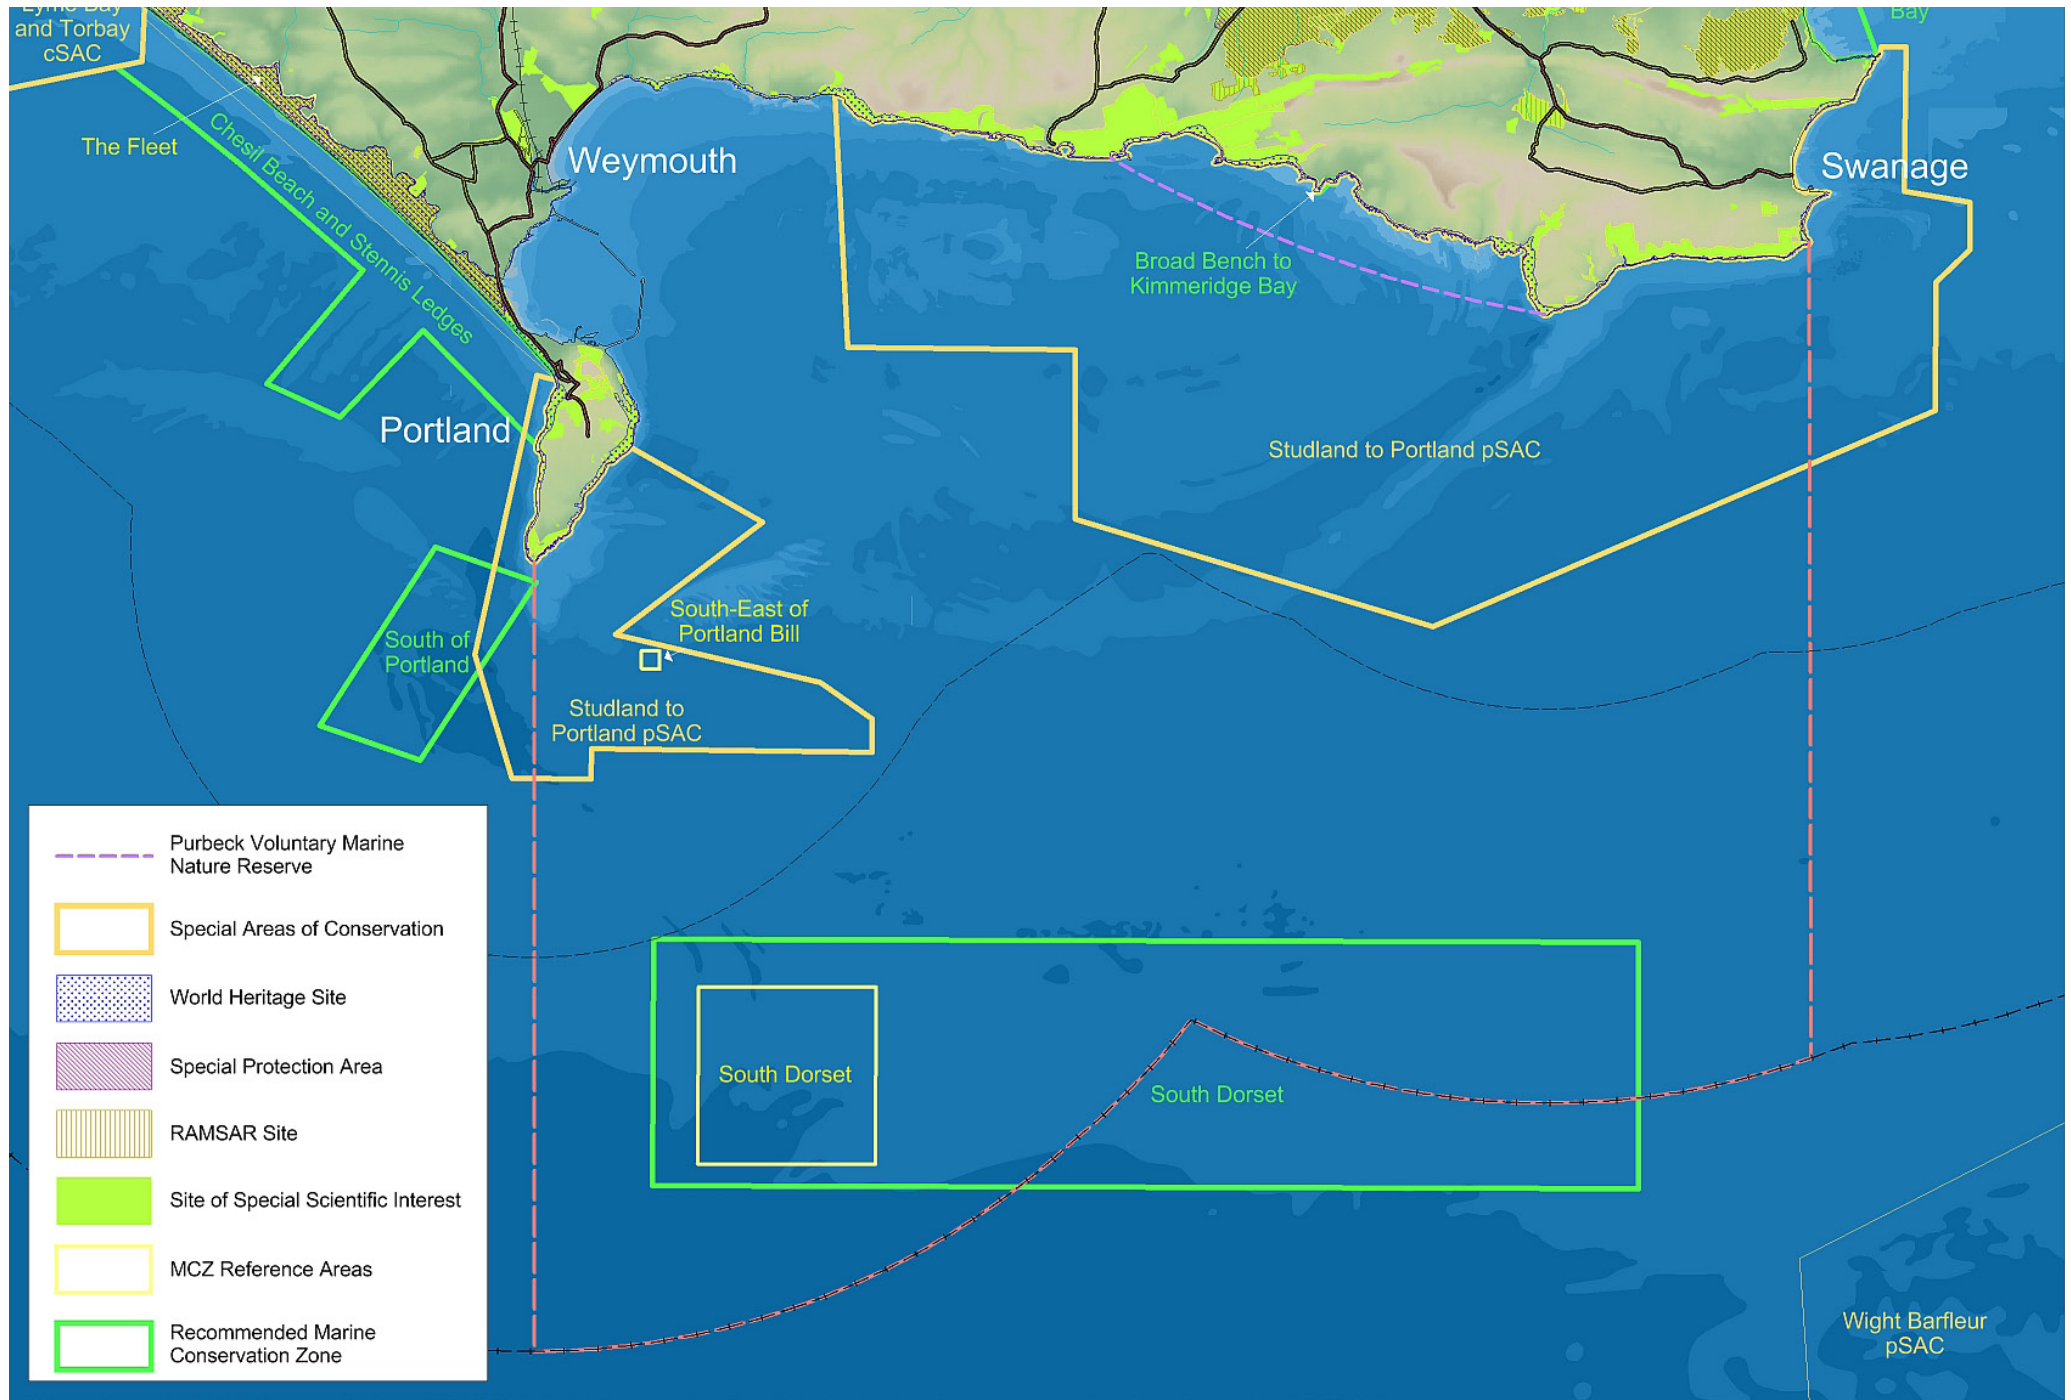 Lyme Bay
and Torbay
cSAC
Bay
The Fleet
Chesil Beach and Stennis Ledges
Weymouth
Swanage
Broad Bench to
Kimmeridge Bay
Portland
Studland to Portland pSAC
South-East of
Portland Bill
South of
Portland
Studland to
Portland pSAC
South Dorset
South Dorset
Wight Barfleur
pSAC
Purbeck Voluntary Marine
Nature Reserve
Special Areas of Conservation
World Heritage Site
Special Protection Area
RAMSAR Site
Site of Special Scientific Interest
MCZ Reference Areas
Recommended Marine
Conservation Zone